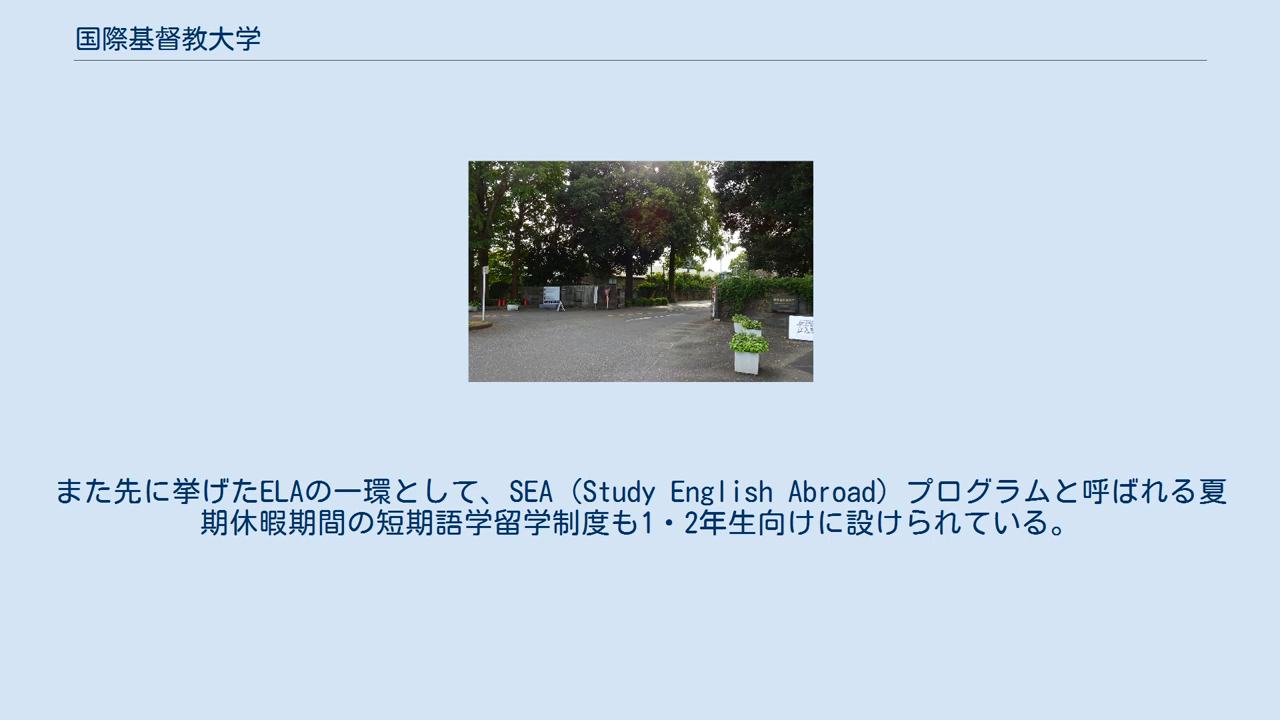 国際基督教大学
また先に挙げたELAの一環として、SEA（Study English Abroad）プログラムと呼ばれる夏
期休暇期間の短期語学留学制度も1・2年生向けに設けられている。